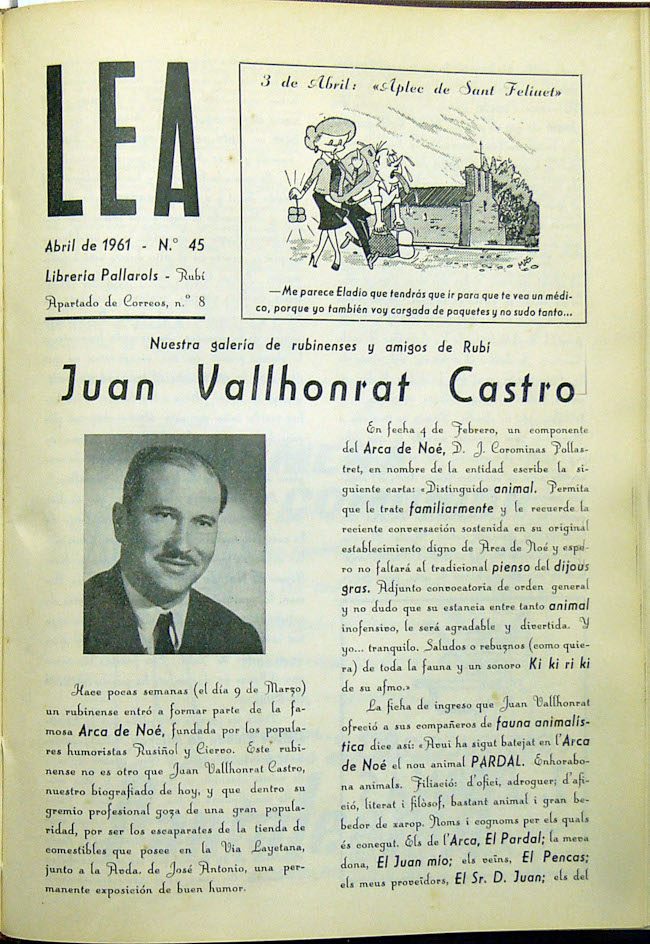 LEA
Abril de 1961 - N.° 45
Librería Pallarols - Rubí
Apartado de Correos, n.° 8
3 de Abril: «Aplec de Sant Feliuet»
MAS
—Me parece Eladio que tendrás que ir para que te vea un médi-
co, porque yo también voy cargada de paquetes y no sudo tanto...
Nuestra galería de rubinenses y amigos de Rubí
Juan Vallhonrat Castro
Hace pocas semanas (el día 9 de Marzo)
un rubinense entró a formar parte de la fa-
mosa Arca de Noé, fundada por los popula-
res humoristas Rusiñol y Ciervo. Este rubi-
nense no es otro que Juan Vallhonrat Castro,
nuestro biografiado de hoy, y que dentro su
gremio profesional goza de una gran popula-
ridad, por ser los escaparates de la tienda de
comestibles que posee en la Vía Layetana,
junto a la Avda. de José Antonio, una per-
manente exposición de buen humor.
En fecha 4 de Febrero, un componente
del Arca de Noé, D. J. Corominas Pollas-
tret, en nombre de la entidad escribe la si-
guiente carta: «Distinguido animal. Permita
que le trate familiarmente y le recuerde la
reciente conversación sostenida en su original
establecimiento digno de Arca de Noé y espe-
ro no faltará al tradicional pienso del dijous
gras. Adjunto convocatoria de orden general
y no dudo que su estancia entre tanto animal
inofensivo, le será agradable y divertida. Y
yo... tranquilo. Saludos o rebuznos (como quie-
ra) de toda la fauna y un sonoro Ki ki ri ki
de su afmo.»
La ficha de ingreso que Juan Vallhonrat
ofreció a sus compañeros de fauna animalis-
tica dice así: «Avui ha sigut batejat en l'Arca
de Noé el nou animal PARDAL. Enhorabo-
na animals. Filiació: d'ofici, adroguer; d'afi-
ció, literat i filòsof, bastant animal i gran be-
bedor de xarop. Noms i cognoms per els quals
és conegut. Els de l'Arca, El Pardal; la meva
dona, El Juan mío; els veïns, El Pencas;
els meus proveïdors, El Sr. D. Juan; els del